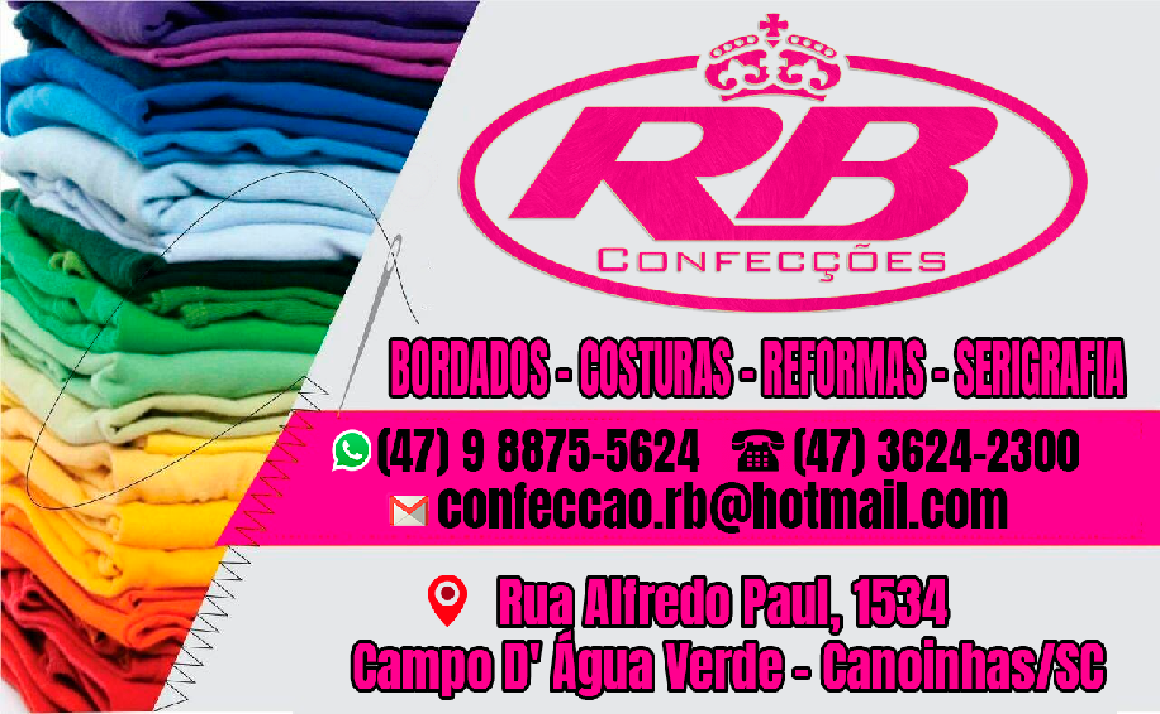 RB
CONFECÇÕES
BORDADOS - COSTURAS - REFORMAS - SERIGRAFIA
(47) 9 8875-5624 (47) 3624-2300
confeccao.rb@hotmail.com
Rua Alfredo Paul, 1534
Campo D' Água Verde - Canoinhas/SC